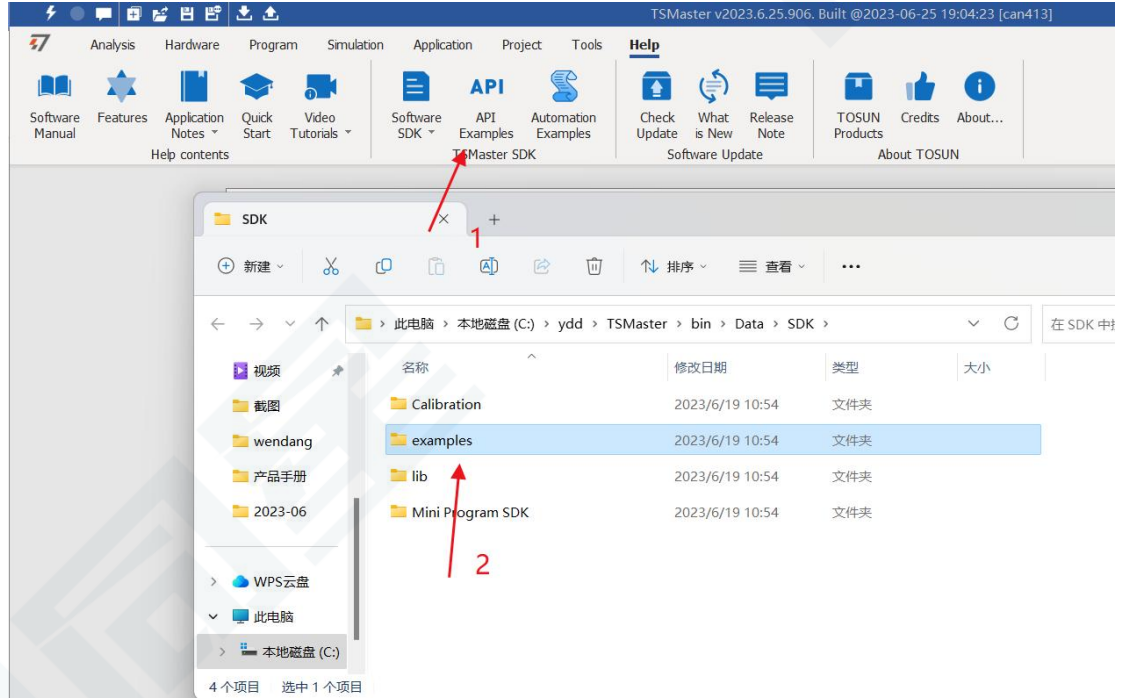 TSMaster v2023.6.25.906. Built @2023-06-25 19:04:23 [can413]
Analysis Hardware Program Simulation Application Project Tools Help
Software Manual
Features
Application Notes
Quick Start
Video Tutorials
Help contents
Software SDK
API
API Examples
Automation Examples
TSMaster SDK
Check Update
What is New
Release Note
Software Update
TOSUN Products
Credits
About...
About TOSUN
1
SDK
新建
排序
查看
此电脑 > 本地磁盘 (C:) > ydd > TSMaster > bin > Data > SDK >
在 SDK 中
名称 修改日期 类型 大小
视频
截图
wendang
产品手册
2023-06
WPS云盘
此电脑
本地磁盘 (C:)
Calibration 2023/6/19 10:54 文件夹
examples 2023/6/19 10:54 文件夹
lib 2023/6/19 10:54 文件夹
Mini Program SDK 2023/6/19 10:54 文件夹
2
4 个项目 选中 1 个项目